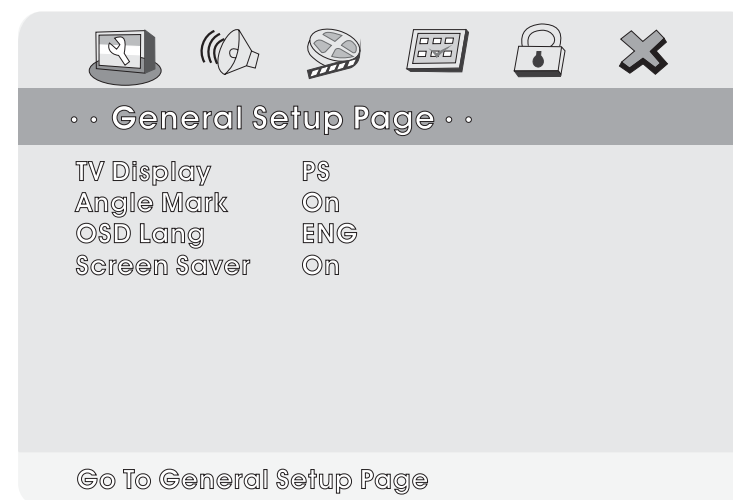 · · General Setup Page · ·
TV Display PS
Angle Mark On
OSD Lang ENG
Screen Saver On
Go To General Setup Page